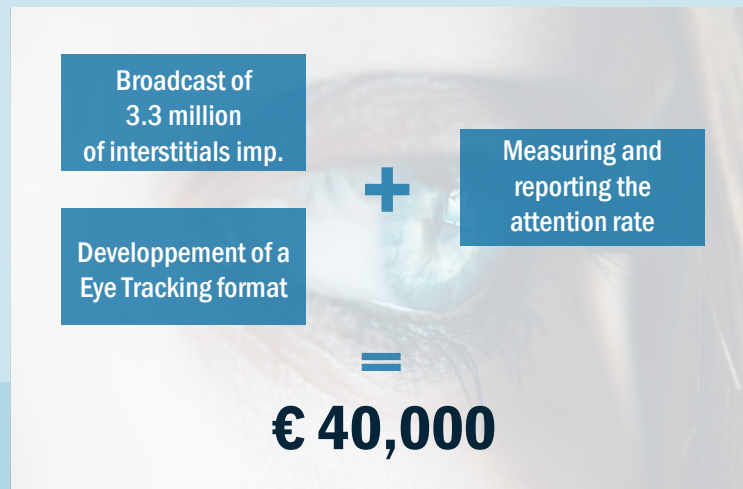 Broadcast of
3.3 million
of interstitials imp.
Developpement of a
Eye Tracking format
+
Measuring and
reporting the
attention rate
=
€ 40,000